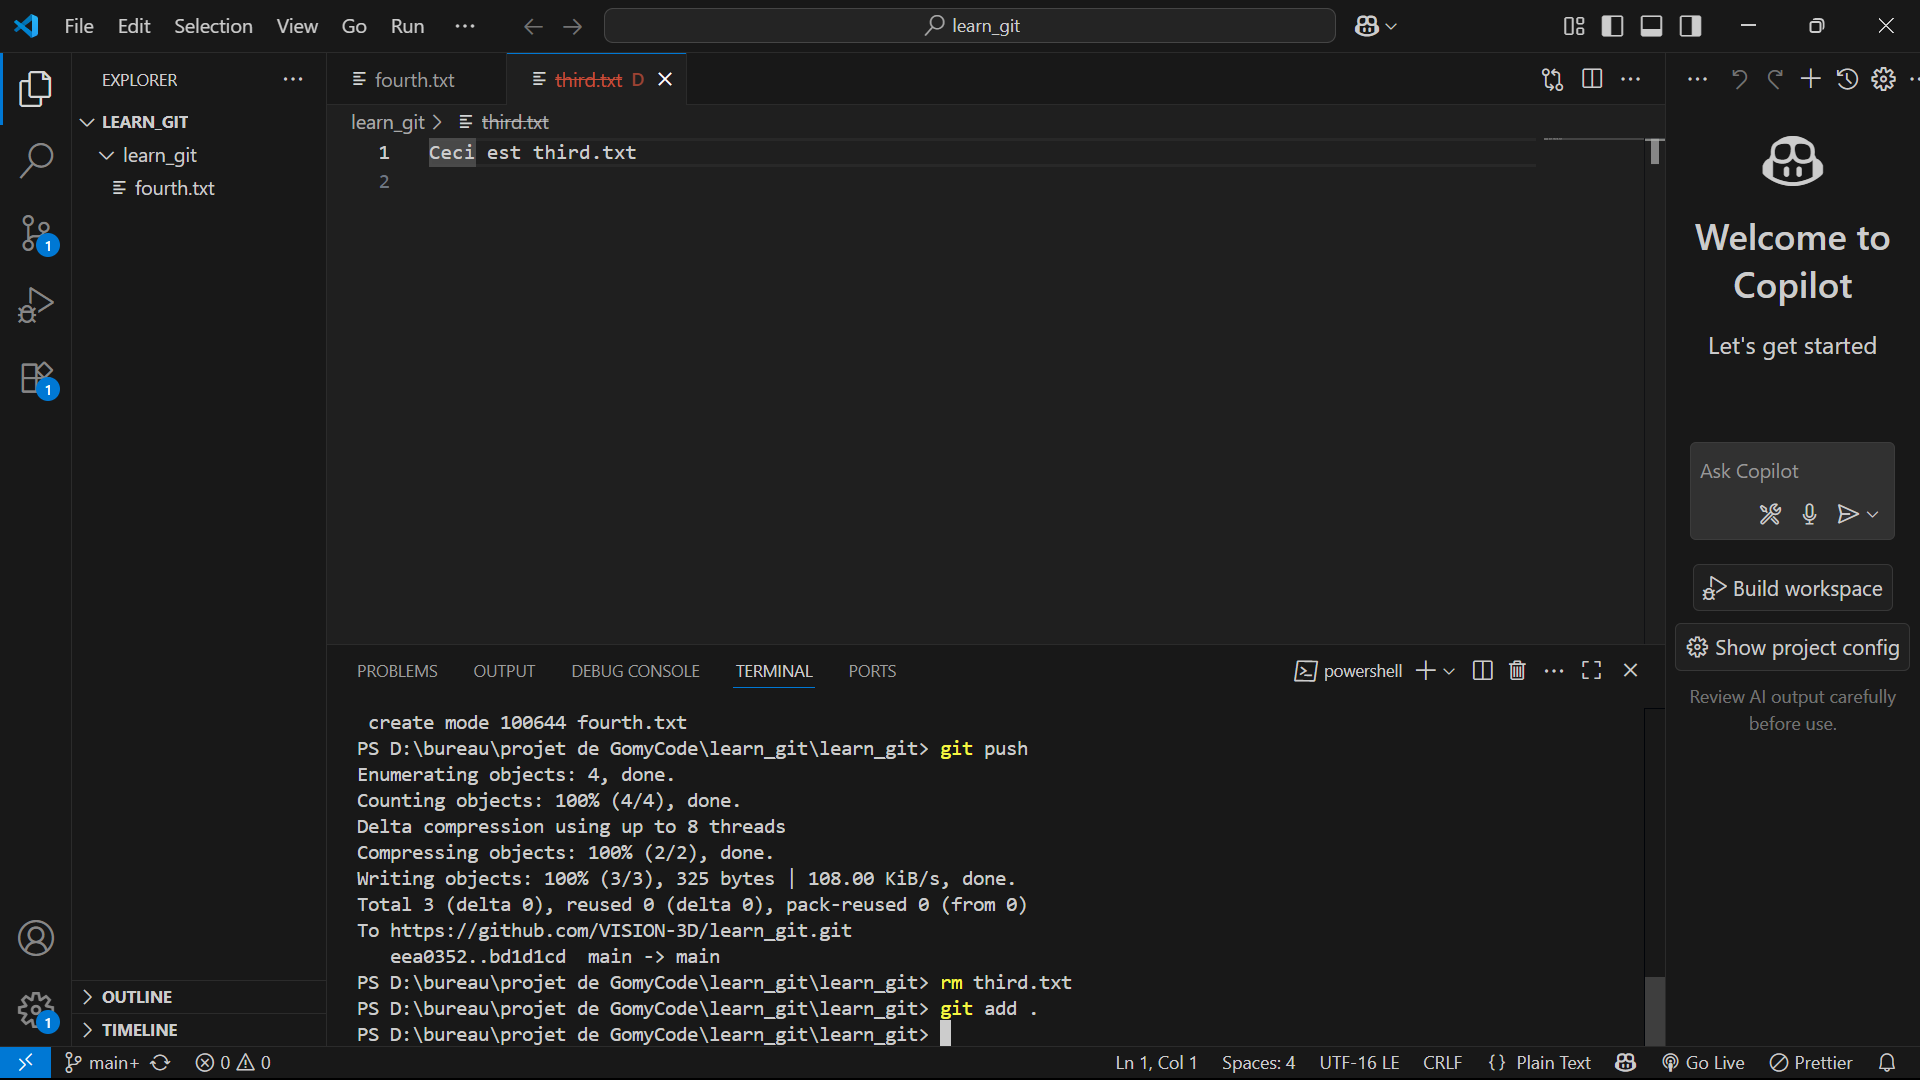 File Edit Selection View Go Run
learn_git
EXPLORER
LEARN_GIT
learn_git
fourth.txt
fourth.txt
third.txt D
learn_git > third.txt
1 Ceci est third.txt
2
1
1
1
Welcome to
Copilot
Let's get started
Ask Copilot
Build workspace
Show project config
Review AI output carefully
before use.
PROBLEMS OUTPUT DEBUG CONSOLE TERMINAL PORTS
powershell
create mode 100644 fourth.txt
PS D:\bureau\projet de GomyCode\learn_git\learn_git> git push
Enumerating objects: 4, done.
Counting objects: 100% (4/4), done.
Delta compression using up to 8 threads
Compressing objects: 100% (2/2), done.
Writing objects: 100% (3/3), 325 bytes | 108.00 KiB/s, done.
Total 3 (delta 0), reused 0 (delta 0), pack-reused 0 (from 0)
To https://github.com/VISION-3D/learn_git.git
eea0352..bd1d1cd  main -> main
PS D:\bureau\projet de GomyCode\learn_git\learn_git> rm third.txt
PS D:\bureau\projet de GomyCode\learn_git\learn_git> git add .
PS D:\bureau\projet de GomyCode\learn_git\learn_git>
OUTLINE
TIMELINE
main+ 0 0 Ln 1, Col 1 Spaces: 4 UTF-16 LE CRLF {} Plain Text Go Live Prettier